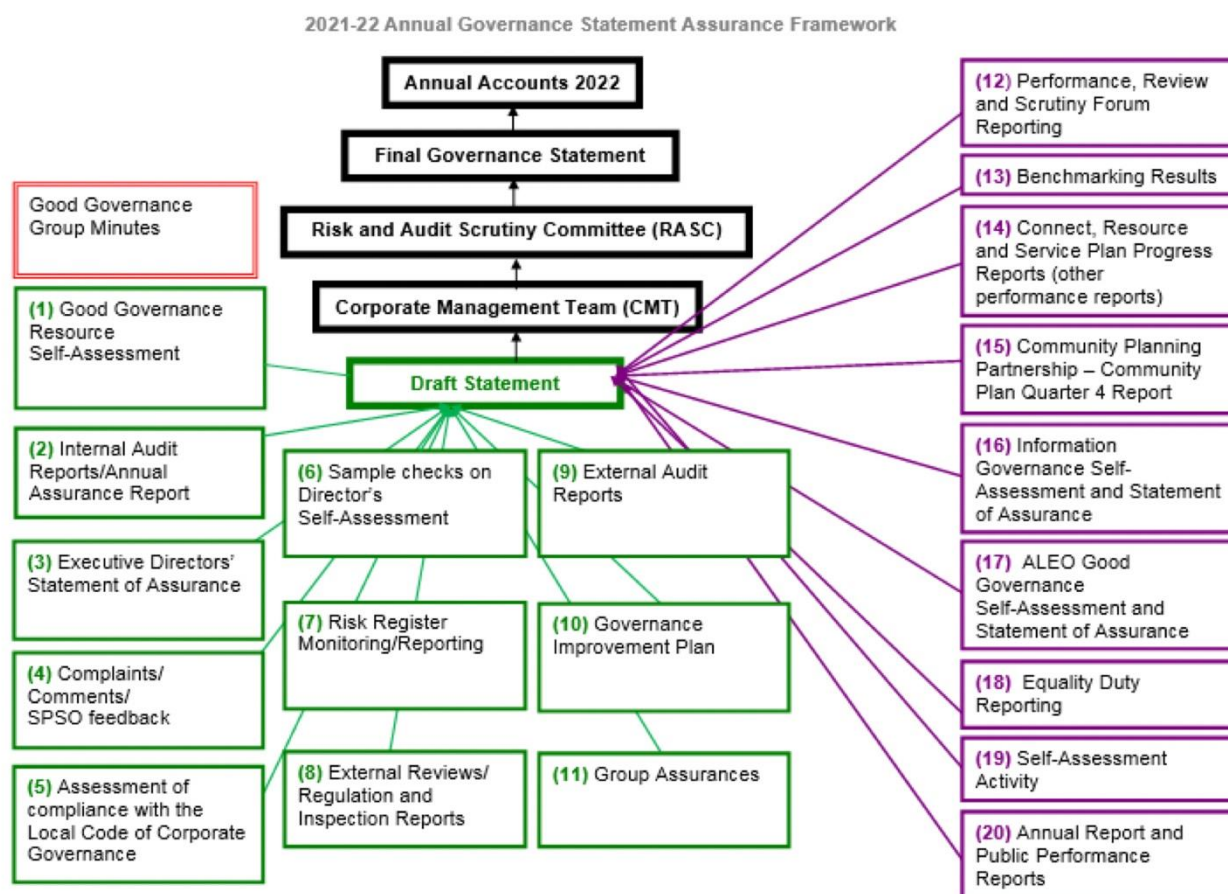 2021-22 Annual Governance Statement Assurance Framework
Annual Accounts 2022
Final Governance Statement
Risk and Audit Scrutiny Committee (RASC)
Corporate Management Team (CMT)
Draft Statement
Good Governance
Group Minutes
(1) Good Governance
Resource
Self-Assessment
(2) Internal Audit
Reports/Annual
Assurance Report
(3) Executive Directors’
Statement of Assurance
(4) Complaints/
Comments/
SPSO feedback
(5) Assessment of
compliance with the
Local Code of Corporate
Governance
(6) Sample checks on
Director’s
Self-Assessment
(7) Risk Register
Monitoring/Reporting
(8) External Reviews/
Regulation and
Inspection Reports
(9) External Audit
Reports
(10) Governance
Improvement Plan
(11) Group Assurances
(12) Performance, Review
and Scrutiny Forum
Reporting
(13) Benchmarking Results
(14) Connect, Resource
and Service Plan Progress
Reports (other
performance reports)
(15) Community Planning
Partnership – Community
Plan Quarter 4 Report
(16) Information
Governance Self-
Assessment and Statement
of Assurance
(17) ALEO Good
Governance
Self-Assessment and
Statement of Assurance
(18) Equality Duty
Reporting
(19) Self-Assessment
Activity
(20) Annual Report and
Public Performance
Reports